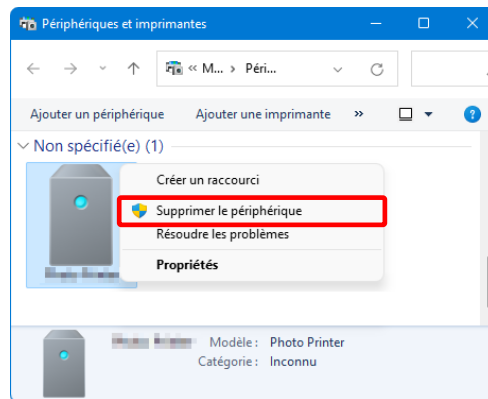 Périphériques et imprimantes
« M... › Péri...
Ajouter un périphérique Ajouter une imprimante »
Non spécifié(e) (1)
Créer un raccourci
Supprimer le périphérique
Résoudre les problèmes
Propriétés
Modèle : Photo Printer
Catégorie : Inconnu